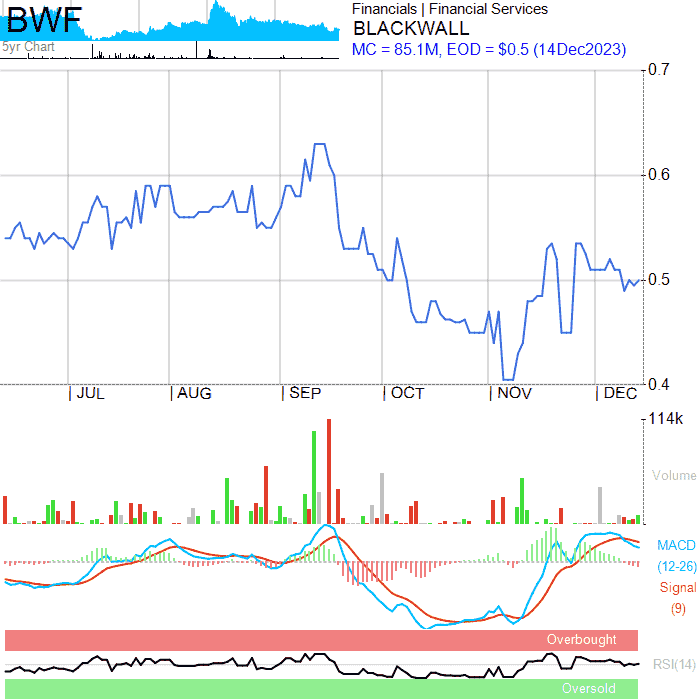 BWF
5yr Chart
Financials | Financial Services
BLACKWALL
MC = 85.1M, EOD = $0.5 (14Dec2023)
0.7
0.6
0.5
0.4
JUL AUG SEP OCT NOV DEC
114k
Volume
MACD
(12-26)
Signal
(9)
Overbought
RSI(14)
Oversold